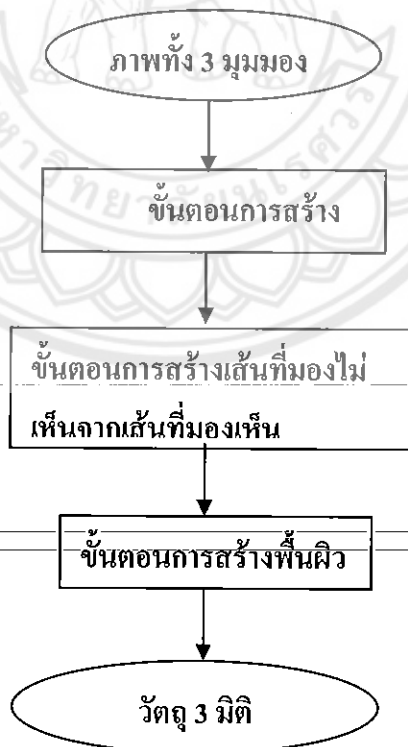 ภาพทั้ง 3 มุมมอง
ขั้นตอนการสร้าง
ขั้นตอนการสร้างเส้นที่มองไม่
เห็นจากเส้นที่มองเห็น
ขั้นตอนการสร้างพื้นผิว
วัตถุ 3 มิติ